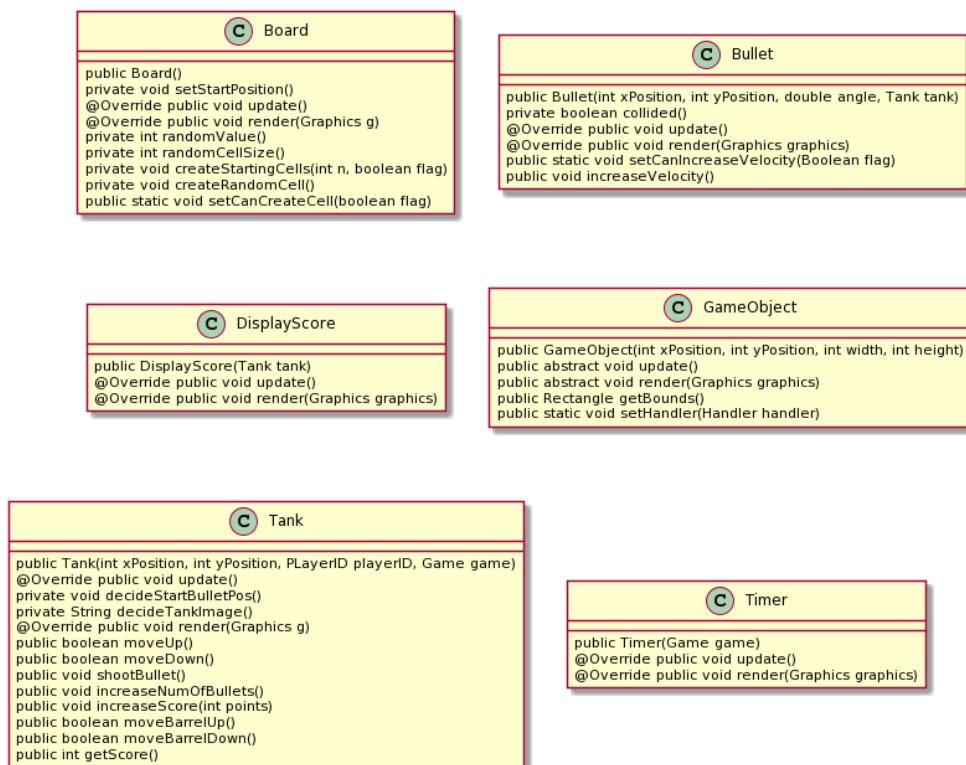 C Board
public Board()
private void setStartPosition()
@Override public void update()
@Override public void render(Graphics g)
private int randomValue()
private int randomCellSize()
private void createStartingCells(int n, boolean flag)
private void createRandomCell()
public static void setCanCreateCell(boolean flag)
C Bullet
public Bullet(int xPosition, int yPosition, double angle, Tank tank)
private boolean collided()
@Override public void update()
@Override public void render(Graphics graphics)
public static void setCanIncreaseVelocity(Boolean flag)
public void increaseVelocity()
C DisplayScore
public DisplayScore(Tank tank)
@Override public void update()
@Override public void render(Graphics graphics)
C GameObject
public GameObject(int xPosition, int yPosition, int width, int height)
public abstract void update()
public abstract void render(Graphics graphics)
public Rectangle getBounds()
public static void setHandler(Handler handler)
C Tank
public Tank(int xPosition, int yPosition, PLayerID playerID, Game game)
@Override public void update()
private void decideStartBulletPos()
private String decideTankImage()
@Override public void render(Graphics g)
public boolean moveUp()
public boolean moveDown()
public void shootBullet()
public void increaseNumOfBullets()
public void increaseScore(int points)
public boolean moveBarrelUp()
public boolean moveBarrelDown()
public int getScore()
C Timer
public Timer(Game game)
@Override public void update()
@Override public void render(Graphics graphics)